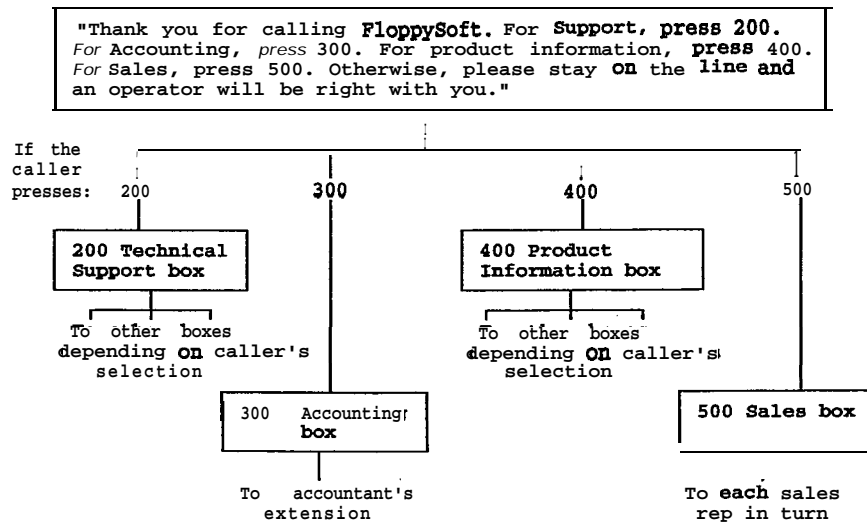 "Thank you for calling FloppySoft. For Support, press 200.
For Accounting, press 300. For product information, press 400.
For Sales, press 500. Otherwise, please stay on the line and
an operator will be right with you."
If the
caller
presses: 200 300 400 500
200 Technical
Support box
400 Product
Information box
To other boxes
depending on caller's
selection
To other boxes
depending on caller's
selection
300 Accounting
box
500 Sales box
To accountant's
extension
To each sales
rep in turn